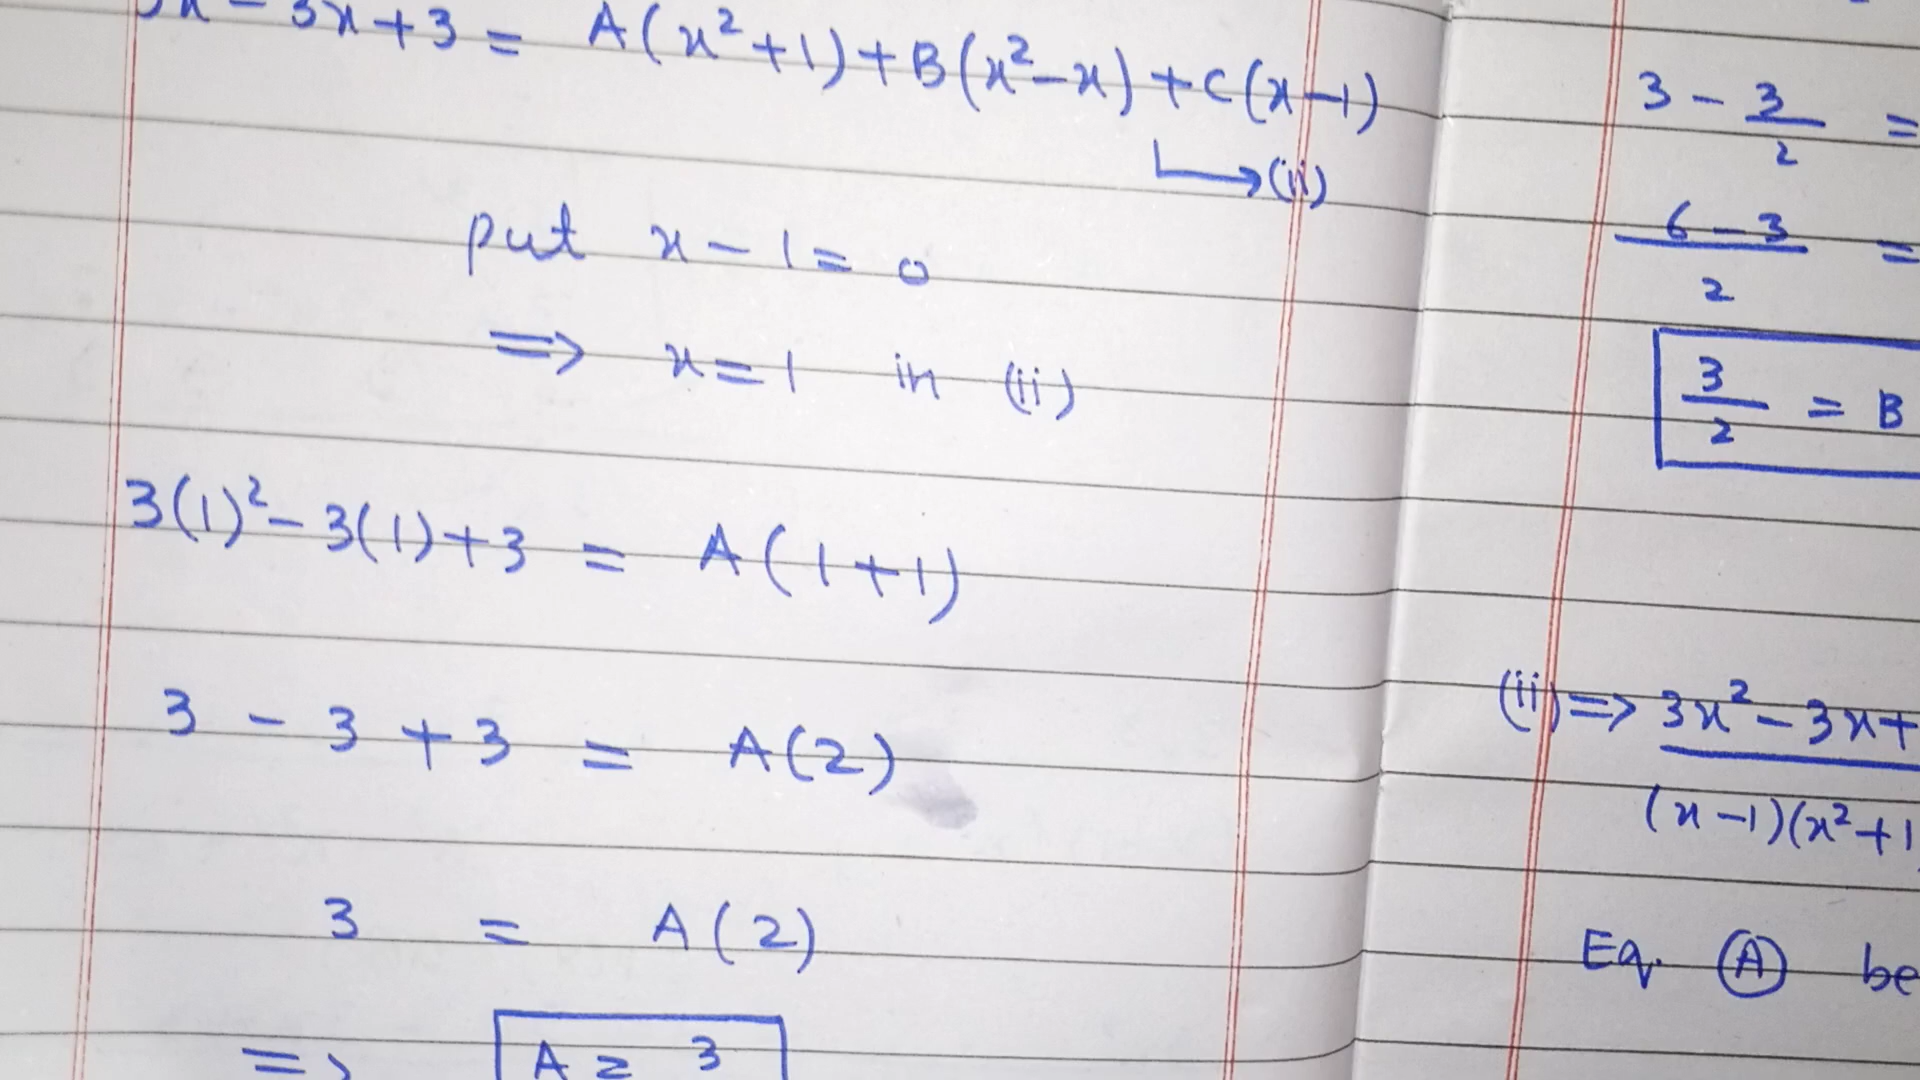 - 3x+3 = A(x²+1)+B(x²-x)+C(x-1)
↳(ii)
put x-1 = 0
=> x=1 in (ii)
3(1)²-3(1)+3 = A(1+1)
3 - 3 + 3 = A(2)
3 = A(2)
=> A = 3
3 - 3/2 =
6-3/2 =
3/2 = B
(ii) => 3x²-3x+
(x-1)(x²+1
Eq. (A) be